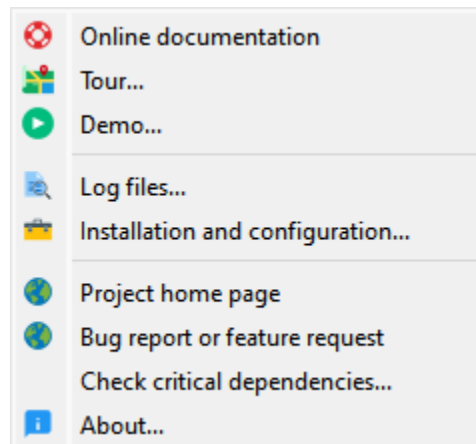 Online documentation
Tour...
Demo...
Log files...
Installation and configuration...
Project home page
Bug report or feature request
Check critical dependencies...
About...